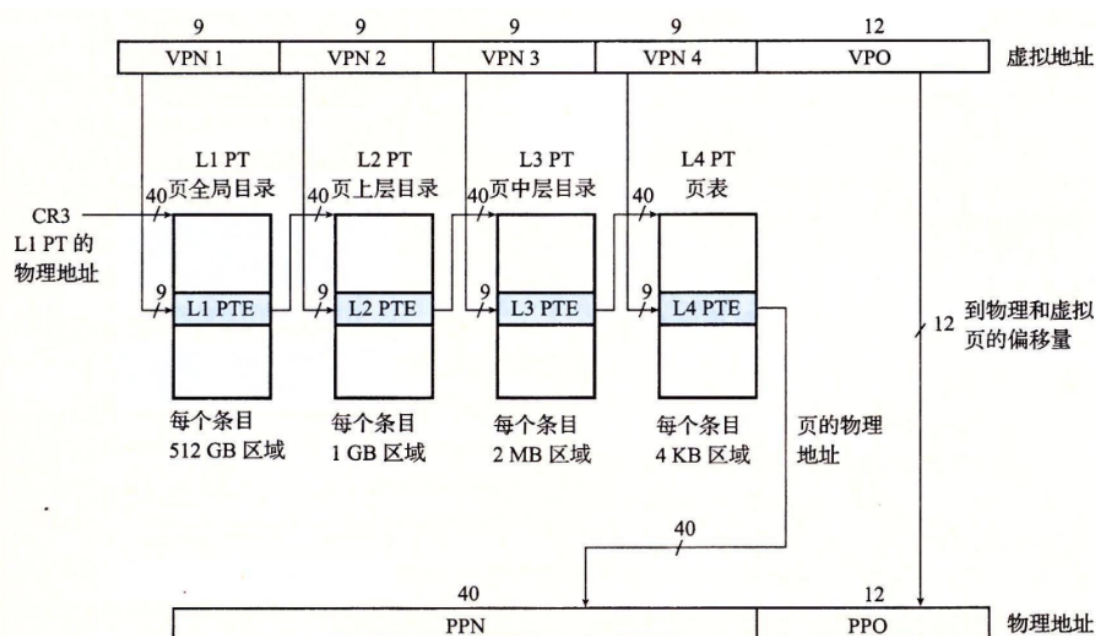 9 9 9 9 12
VPN 1 VPN 2 VPN 3 VPN 4 VPO 虚拟地址
L1 PT
页全局目录
L2 PT
页上层目录
L3 PT
页中层目录
L4 PT
页表
40 40 40 40
CR3
L1 PT 的
物理地址
9 9 9 9
L1 PTE L2 PTE L3 PTE L4 PTE
12
到物理和虚拟
页的偏移量
每个条目
512 GB 区域
每个条目
1 GB 区域
每个条目
2 MB 区域
每个条目
4 KB 区域
页的物理
地址
40
40 12
PPN PPO 物理地址